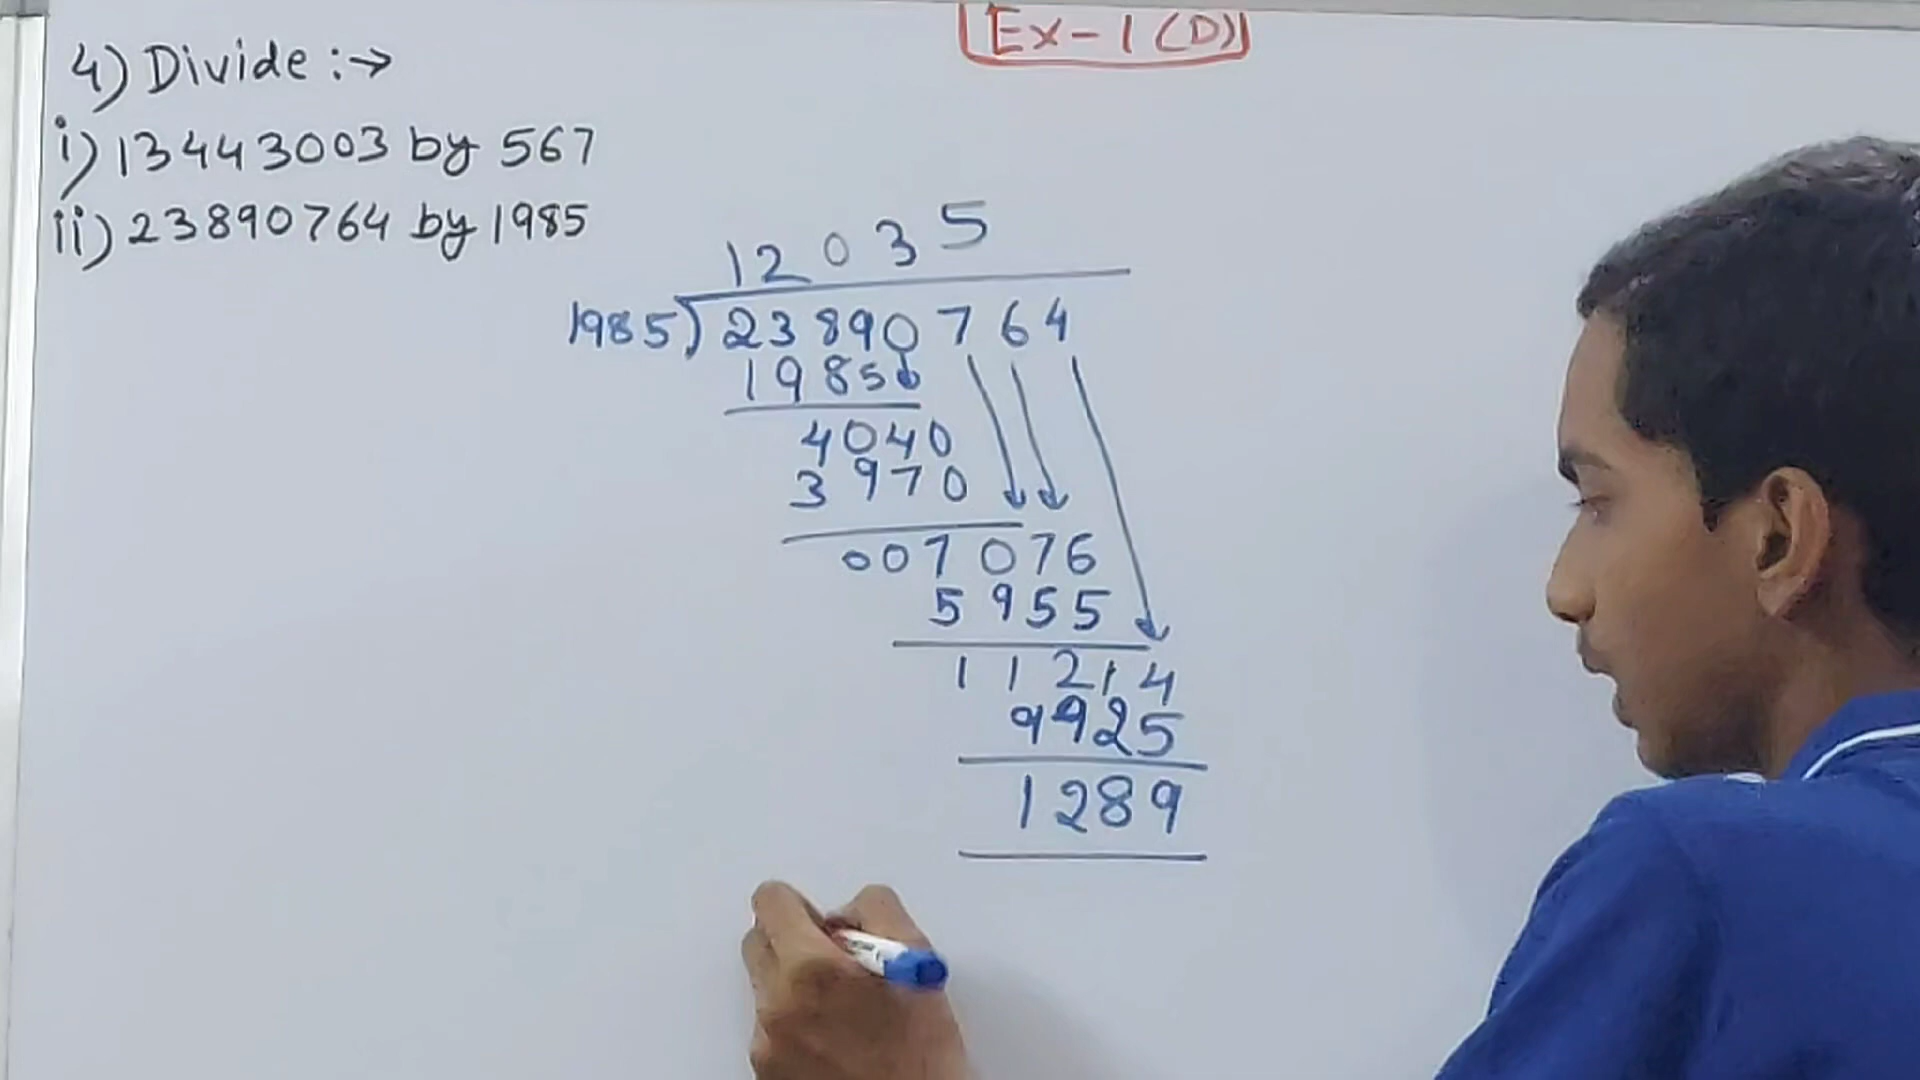 Ex-1 (D)
4) Divide :→
i) 13443003 by 567
ii) 23890764 by 1985
12035
1985) 23890764
19850
4040
3970
007076
5955
11214
9925
1289